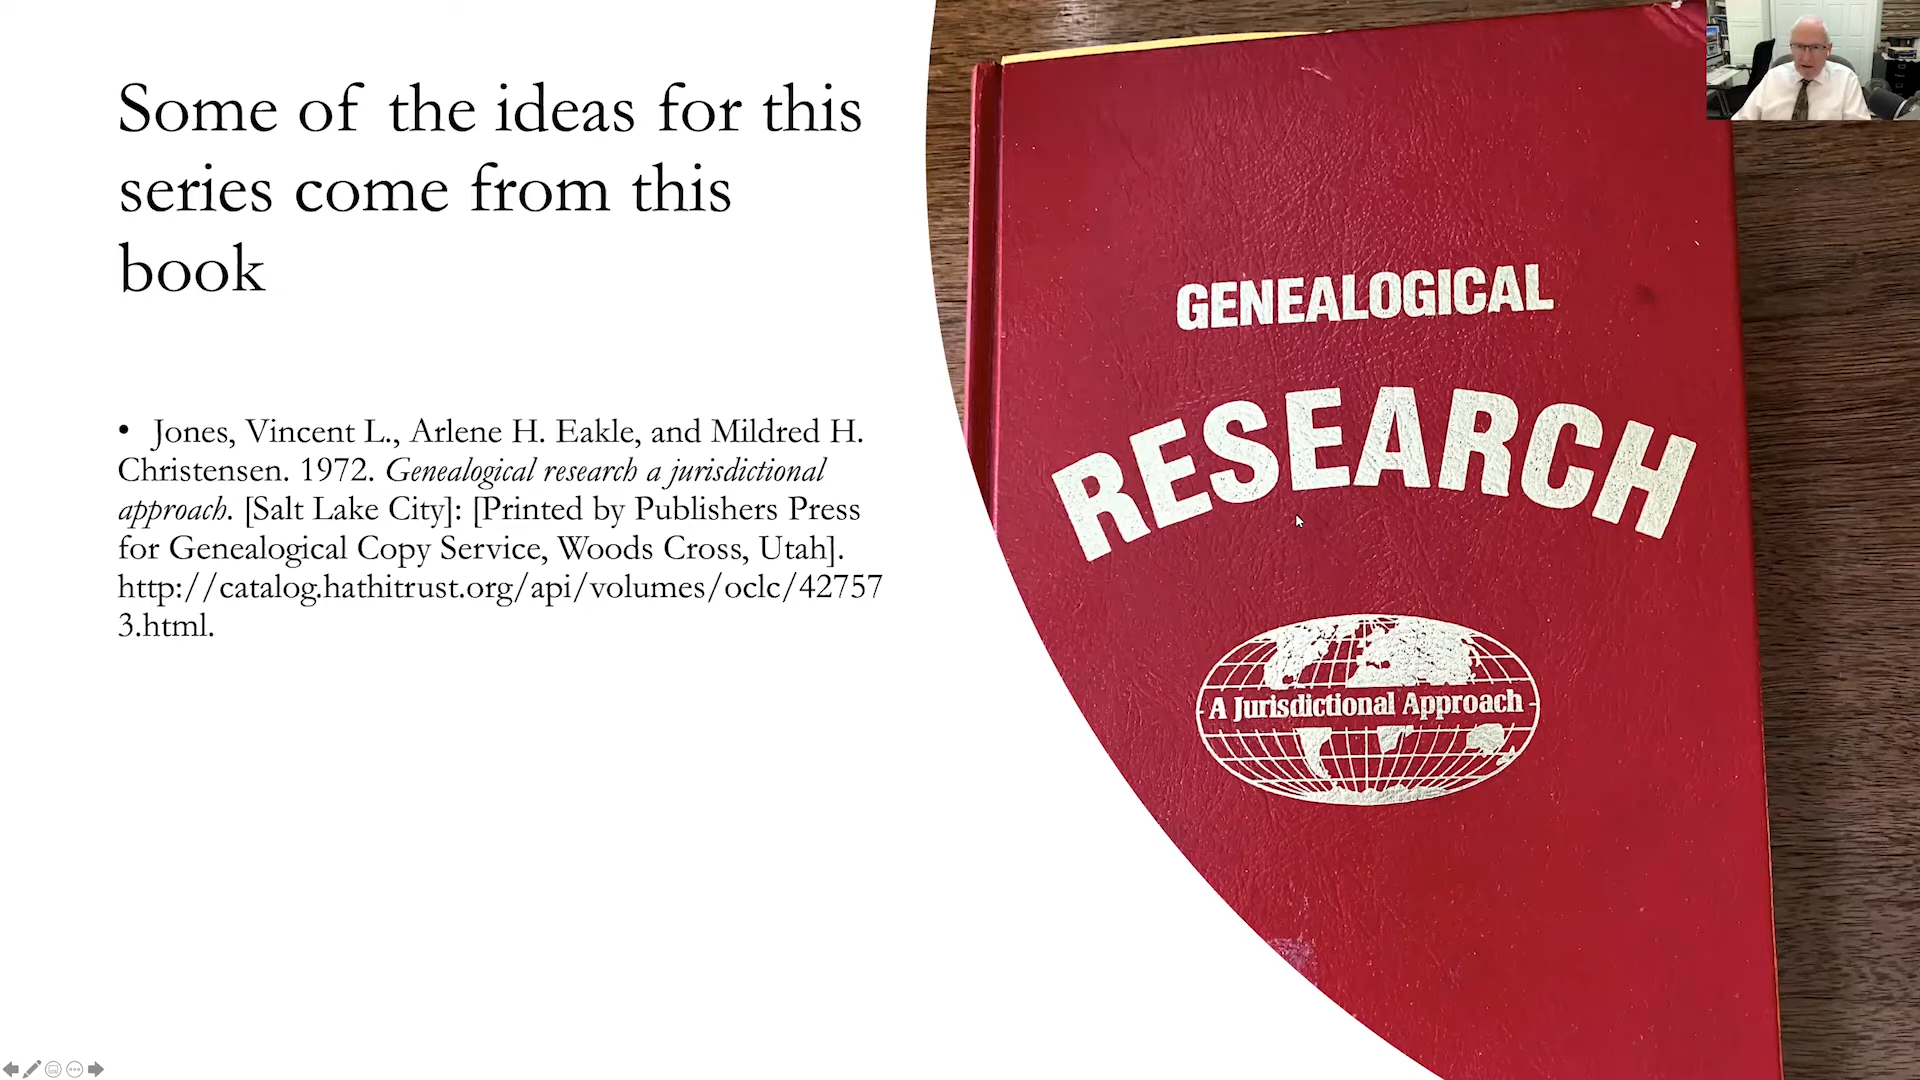 Some of the ideas for this
series come from this
book
• Jones, Vincent L., Arlene H. Eakle, and Mildred H.
Christensen. 1972. Genealogical research a jurisdictional
approach. [Salt Lake City]: [Printed by Publishers Press
for Genealogical Copy Service, Woods Cross, Utah].
http://catalog.hathitrust.org/api/volumes/oclc/42757
3.html.
GENEALOGICAL
RESEARCH
A Jurisdictional Approach